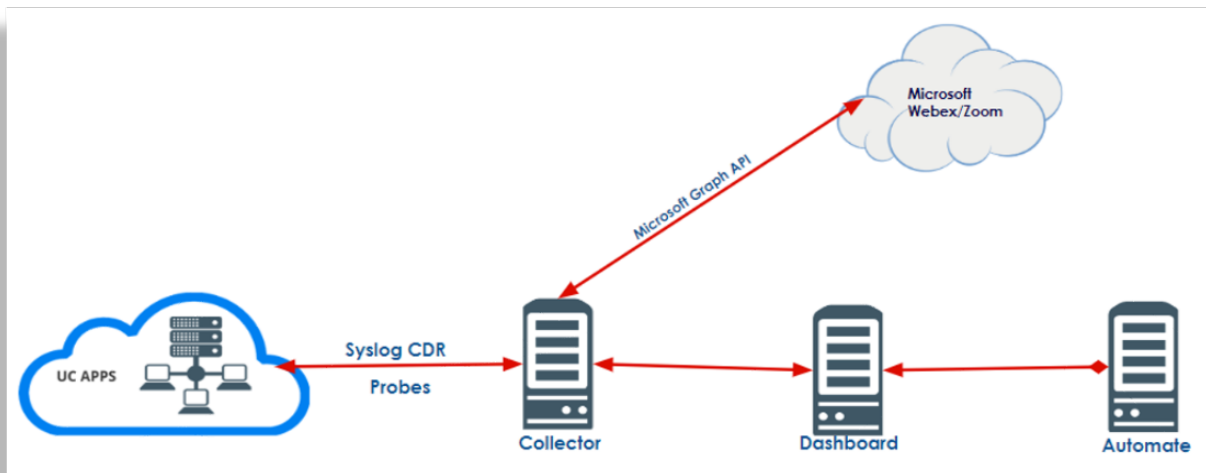 Microsoft
Webex/Zoom
Microsoft Graph API
UC APPS
Syslog CDR
Probes
Collector
Dashboard
Automate